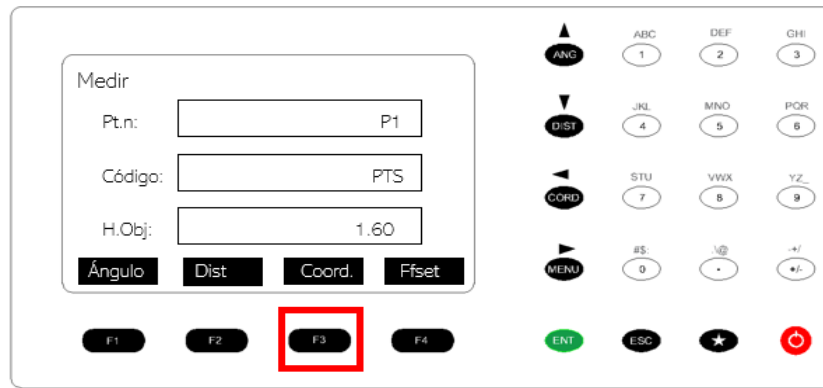 Medir
Pt.n: P1
Código: PTS
H.Obj: 1.60
Ángulo Dist Coord. Ffset
F1 F2 F3 F4
ABC DEF GHI
ANG 1 2 3
JKL MNO PQR
DIST 4 5 6
STU VWX YZ_
CORD 7 8 9
#$: .\@ -+/
MENU 0 . +/-
ENT ESC